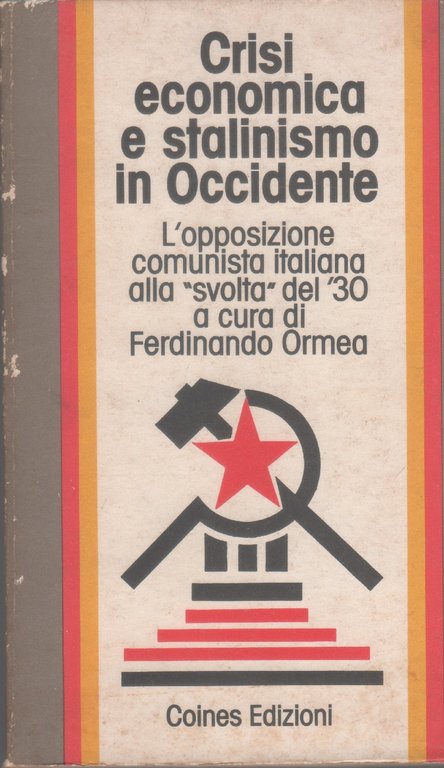 Crisi
economica
e stalinismo
in Occidente
L'opposizione
comunista italiana
alla "svolta" del '30
a cura di
Ferdinando Ormea
Coines Edizioni